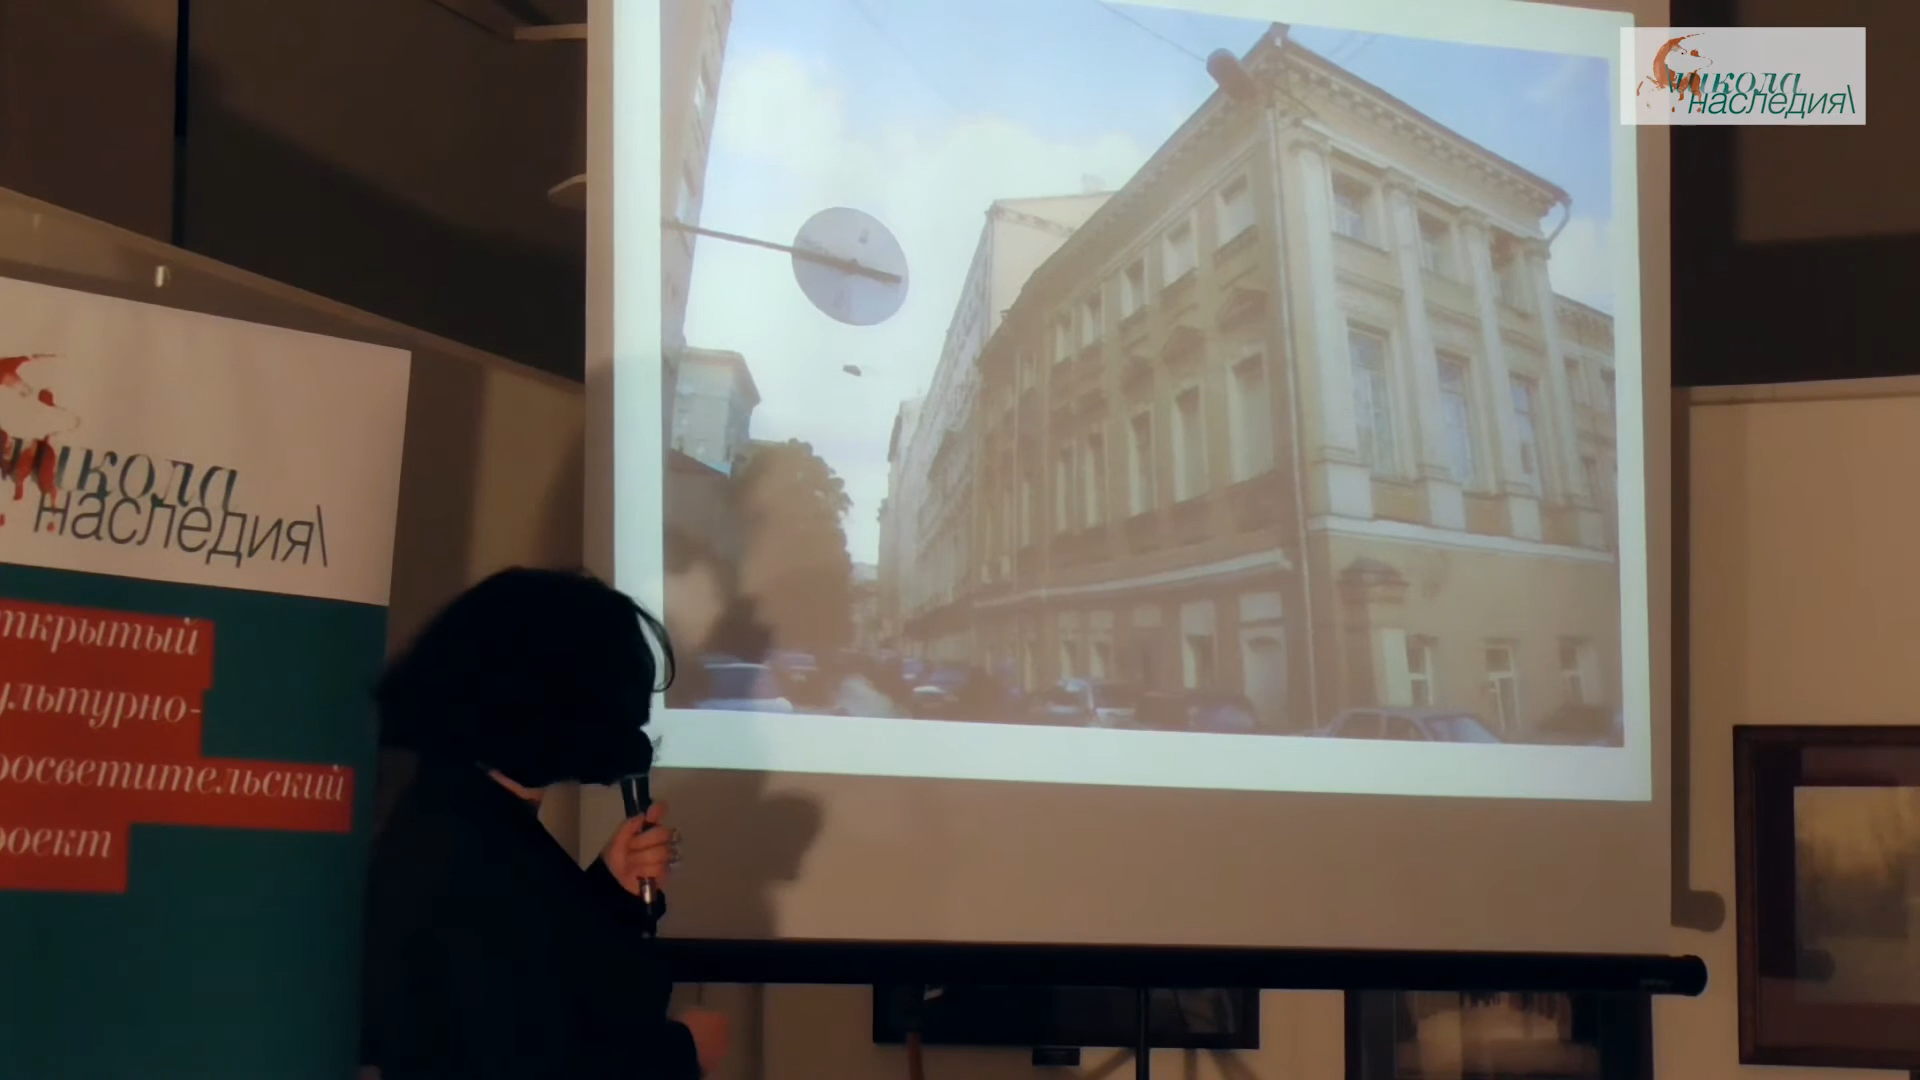 школа
наследия\
школа
наследия\
ткрытый
ультурно-
росветительский
роект